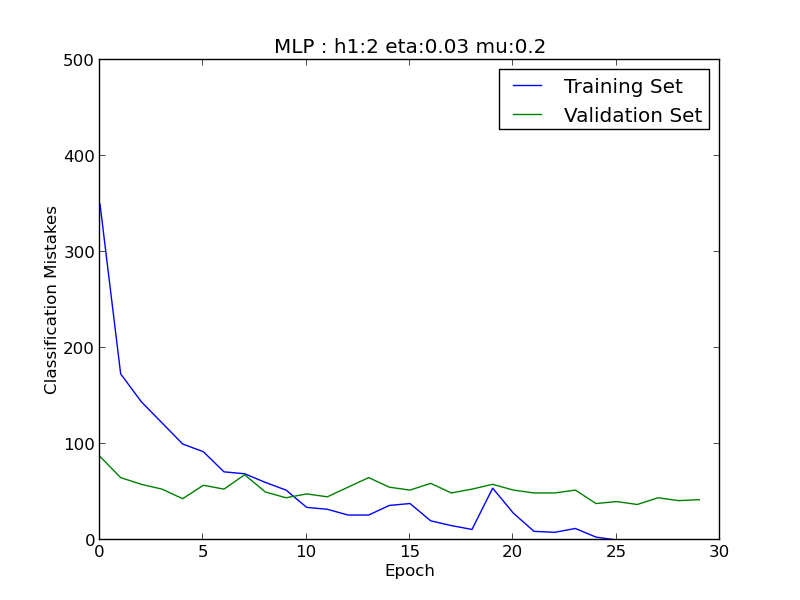 MLP : h1:2 eta:0.03 mu:0.2
500
400
300
200
100
0
Classification Mistakes
Training Set
Validation Set
0 5 10 15 20 25 30
Epoch